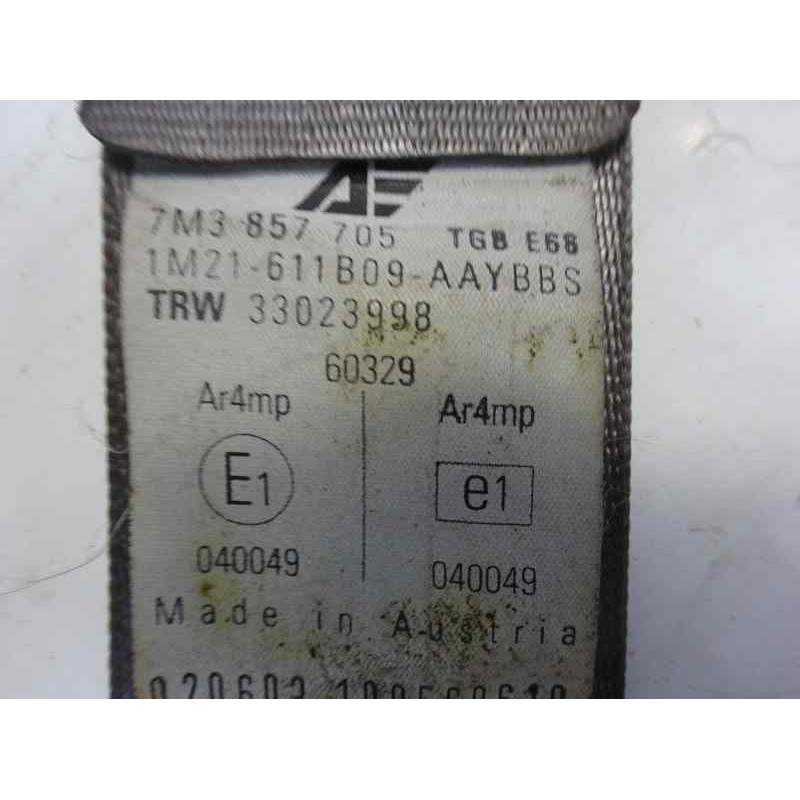 7M3 857 705 TGB E68
1M21-611B09-AAYBBS
TRW 33023998
60329
Ar4mp Ar4mp
E1 e1
040049 040049
Made in Austria